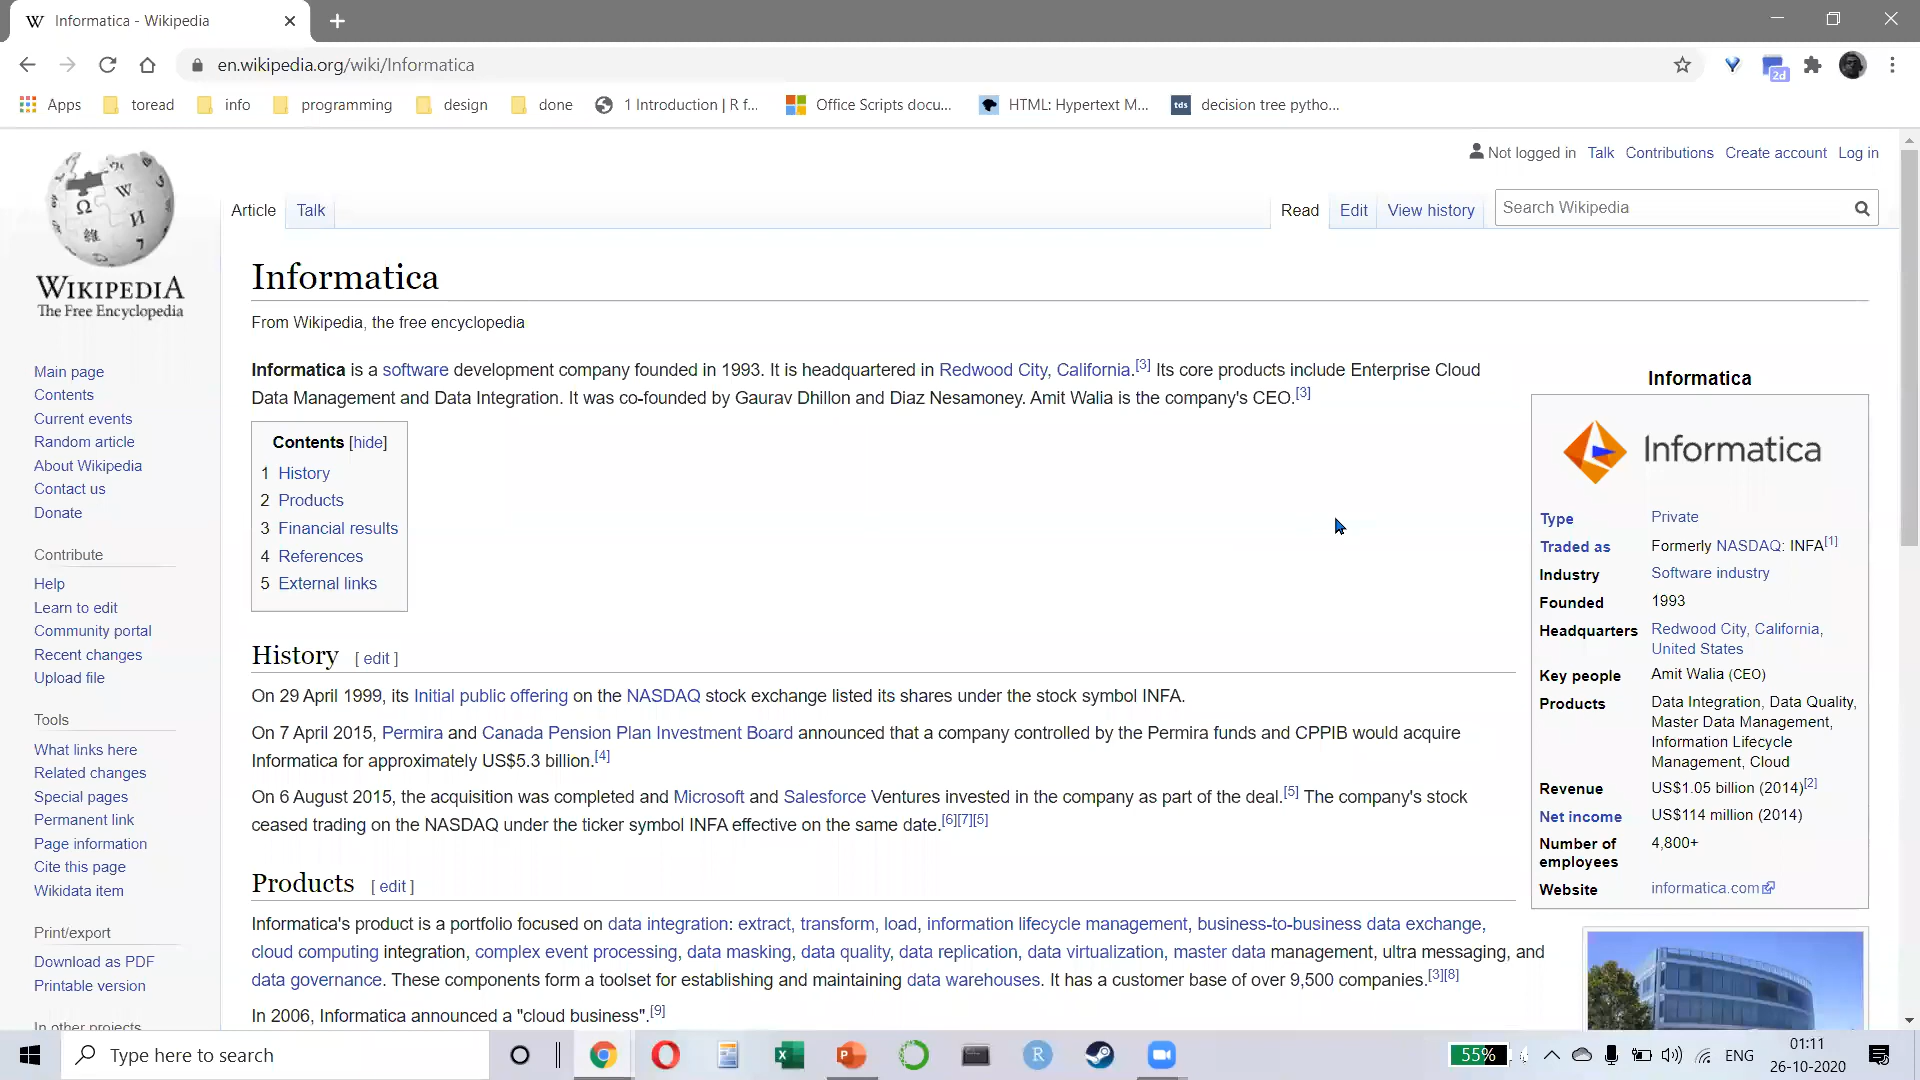 Informatica - Wikipedia
en.wikipedia.org/wiki/Informatica
2d
Apps toread info programming design done 1 Introduction | R f... Office Scripts docu... HTML: Hypertext M... tds decision tree pytho...
Not logged in Talk Contributions Create account Log in
Article Talk Read Edit View history Search Wikipedia
WIKIPEDIA
The Free Encyclopedia
Main page
Contents
Current events
Random article
About Wikipedia
Contact us
Donate
Contribute
Help
Learn to edit
Community portal
Recent changes
Upload file
Tools
What links here
Related changes
Special pages
Permanent link
Page information
Cite this page
Wikidata item
Print/export
Download as PDF
Printable version
In other projects
Informatica
From Wikipedia, the free encyclopedia
Informatica is a software development company founded in 1993. It is headquartered in Redwood City, California.[3] Its core products include Enterprise Cloud
Data Management and Data Integration. It was co-founded by Gaurav Dhillon and Diaz Nesamoney. Amit Walia is the company's CEO.[3]
Contents [hide]
1 History
2 Products
3 Financial results
4 References
5 External links
History [ edit ]
On 29 April 1999, its Initial public offering on the NASDAQ stock exchange listed its shares under the stock symbol INFA.
On 7 April 2015, Permira and Canada Pension Plan Investment Board announced that a company controlled by the Permira funds and CPPIB would acquire
Informatica for approximately US$5.3 billion.[4]
On 6 August 2015, the acquisition was completed and Microsoft and Salesforce Ventures invested in the company as part of the deal.[5] The company's stock
ceased trading on the NASDAQ under the ticker symbol INFA effective on the same date.[6][7][5]
Products [ edit ]
Informatica's product is a portfolio focused on data integration: extract, transform, load, information lifecycle management, business-to-business data exchange,
cloud computing integration, complex event processing, data masking, data quality, data replication, data virtualization, master data management, ultra messaging, and
data governance. These components form a toolset for establishing and maintaining data warehouses. It has a customer base of over 9,500 companies.[3][8]
In 2006, Informatica announced a "cloud business".[9]
Informatica
Informatica
Type Private
Traded as Formerly NASDAQ: INFA[1]
Industry Software industry
Founded 1993
Headquarters Redwood City, California,
United States
Key people Amit Walia (CEO)
Products Data Integration, Data Quality,
Master Data Management,
Information Lifecycle
Management, Cloud
Revenue US$1.05 billion (2014)[2]
Net income US$114 million (2014)
Number of 4,800+
employees
Website informatica.com
Type here to search
55%
ENG
01:11
26-10-2020